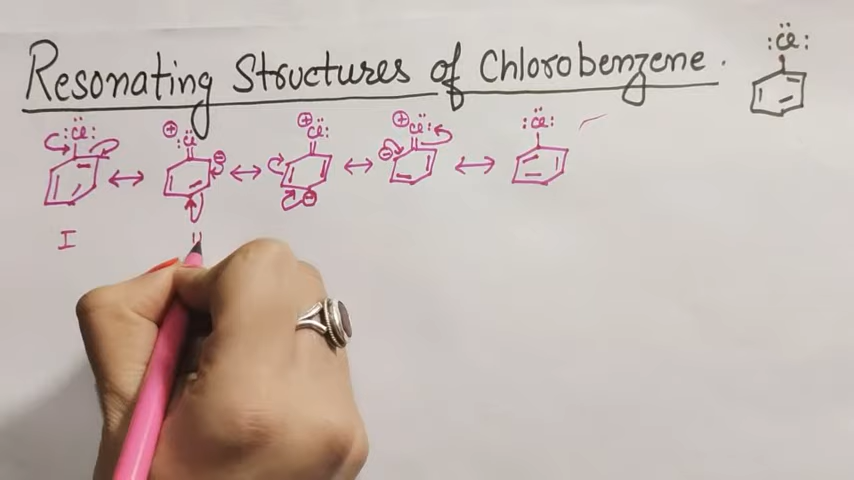 Resonating Structures of Chlorobenzene.
:C̈l:
:C̈l: ⊕ :C̈l ⊕ C̈l: ⊕ C̈l: :C̈l:
⊖ ⊖ ⊖
I